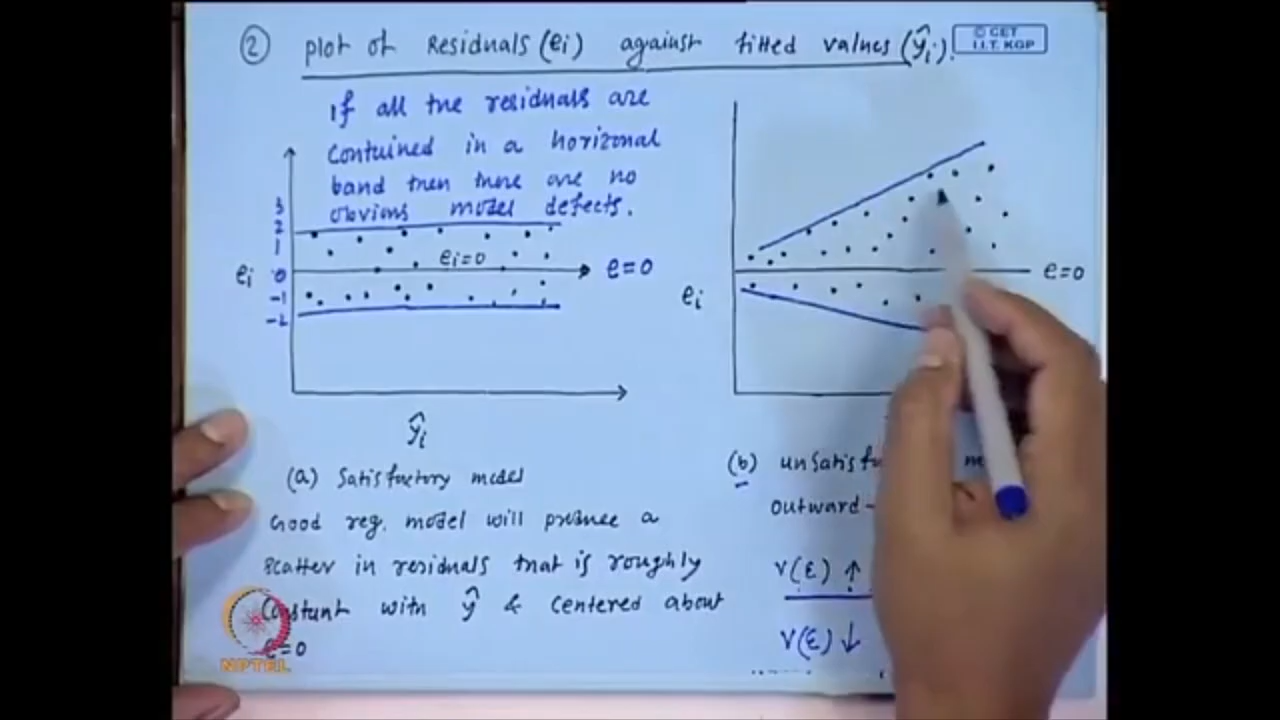 ② plot of Residuals (ei) against fitted values (ŷi).
© CET
I.I.T. KGP
If all the residuals are
contained in a horizonal
band then there are no
obvious model defects.
3
2
1
0
-1
-2
ei
ei=0
e=0
ŷi
(a) Satisfactory model
Good reg. model will produce a
scatter in residuals that is roughly
constant with ŷ & centered about
e=0
ei
e=0
(b)
outward-
V(ε) ↑
V(ε) ↓
NPTEL